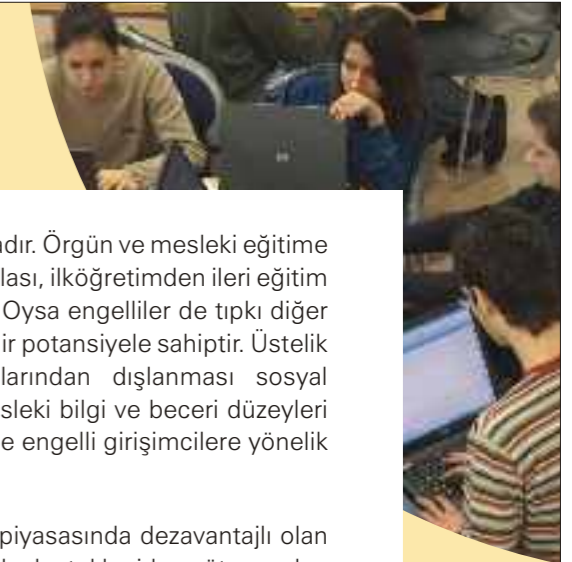 adır. Örgün ve mesleki eğitime
lası, ilköğretimden ileri eğitim
Oysa engelliler de tıpkı diğer
ir potansiyele sahiptir. Üstelik
larından dışlanması sosyal
sleki bilgi ve beceri düzeyleri
e engelli girişimcilere yönelik
piyasasında dezavantajlı olan